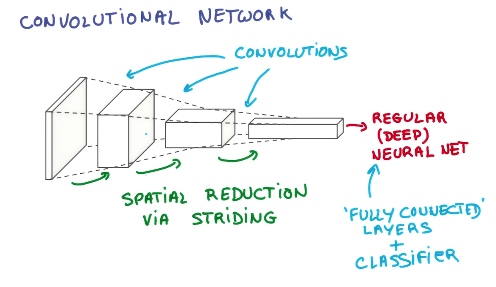 CONVOLUTIONAL NETWORK
CONVOLUTIONS
REGULAR
(DEEP)
NEURAL NET
SPATIAL REDUCTION
VIA STRIDING
'FULLY CONNECTED'
LAYERS
+
CLASSIFIER